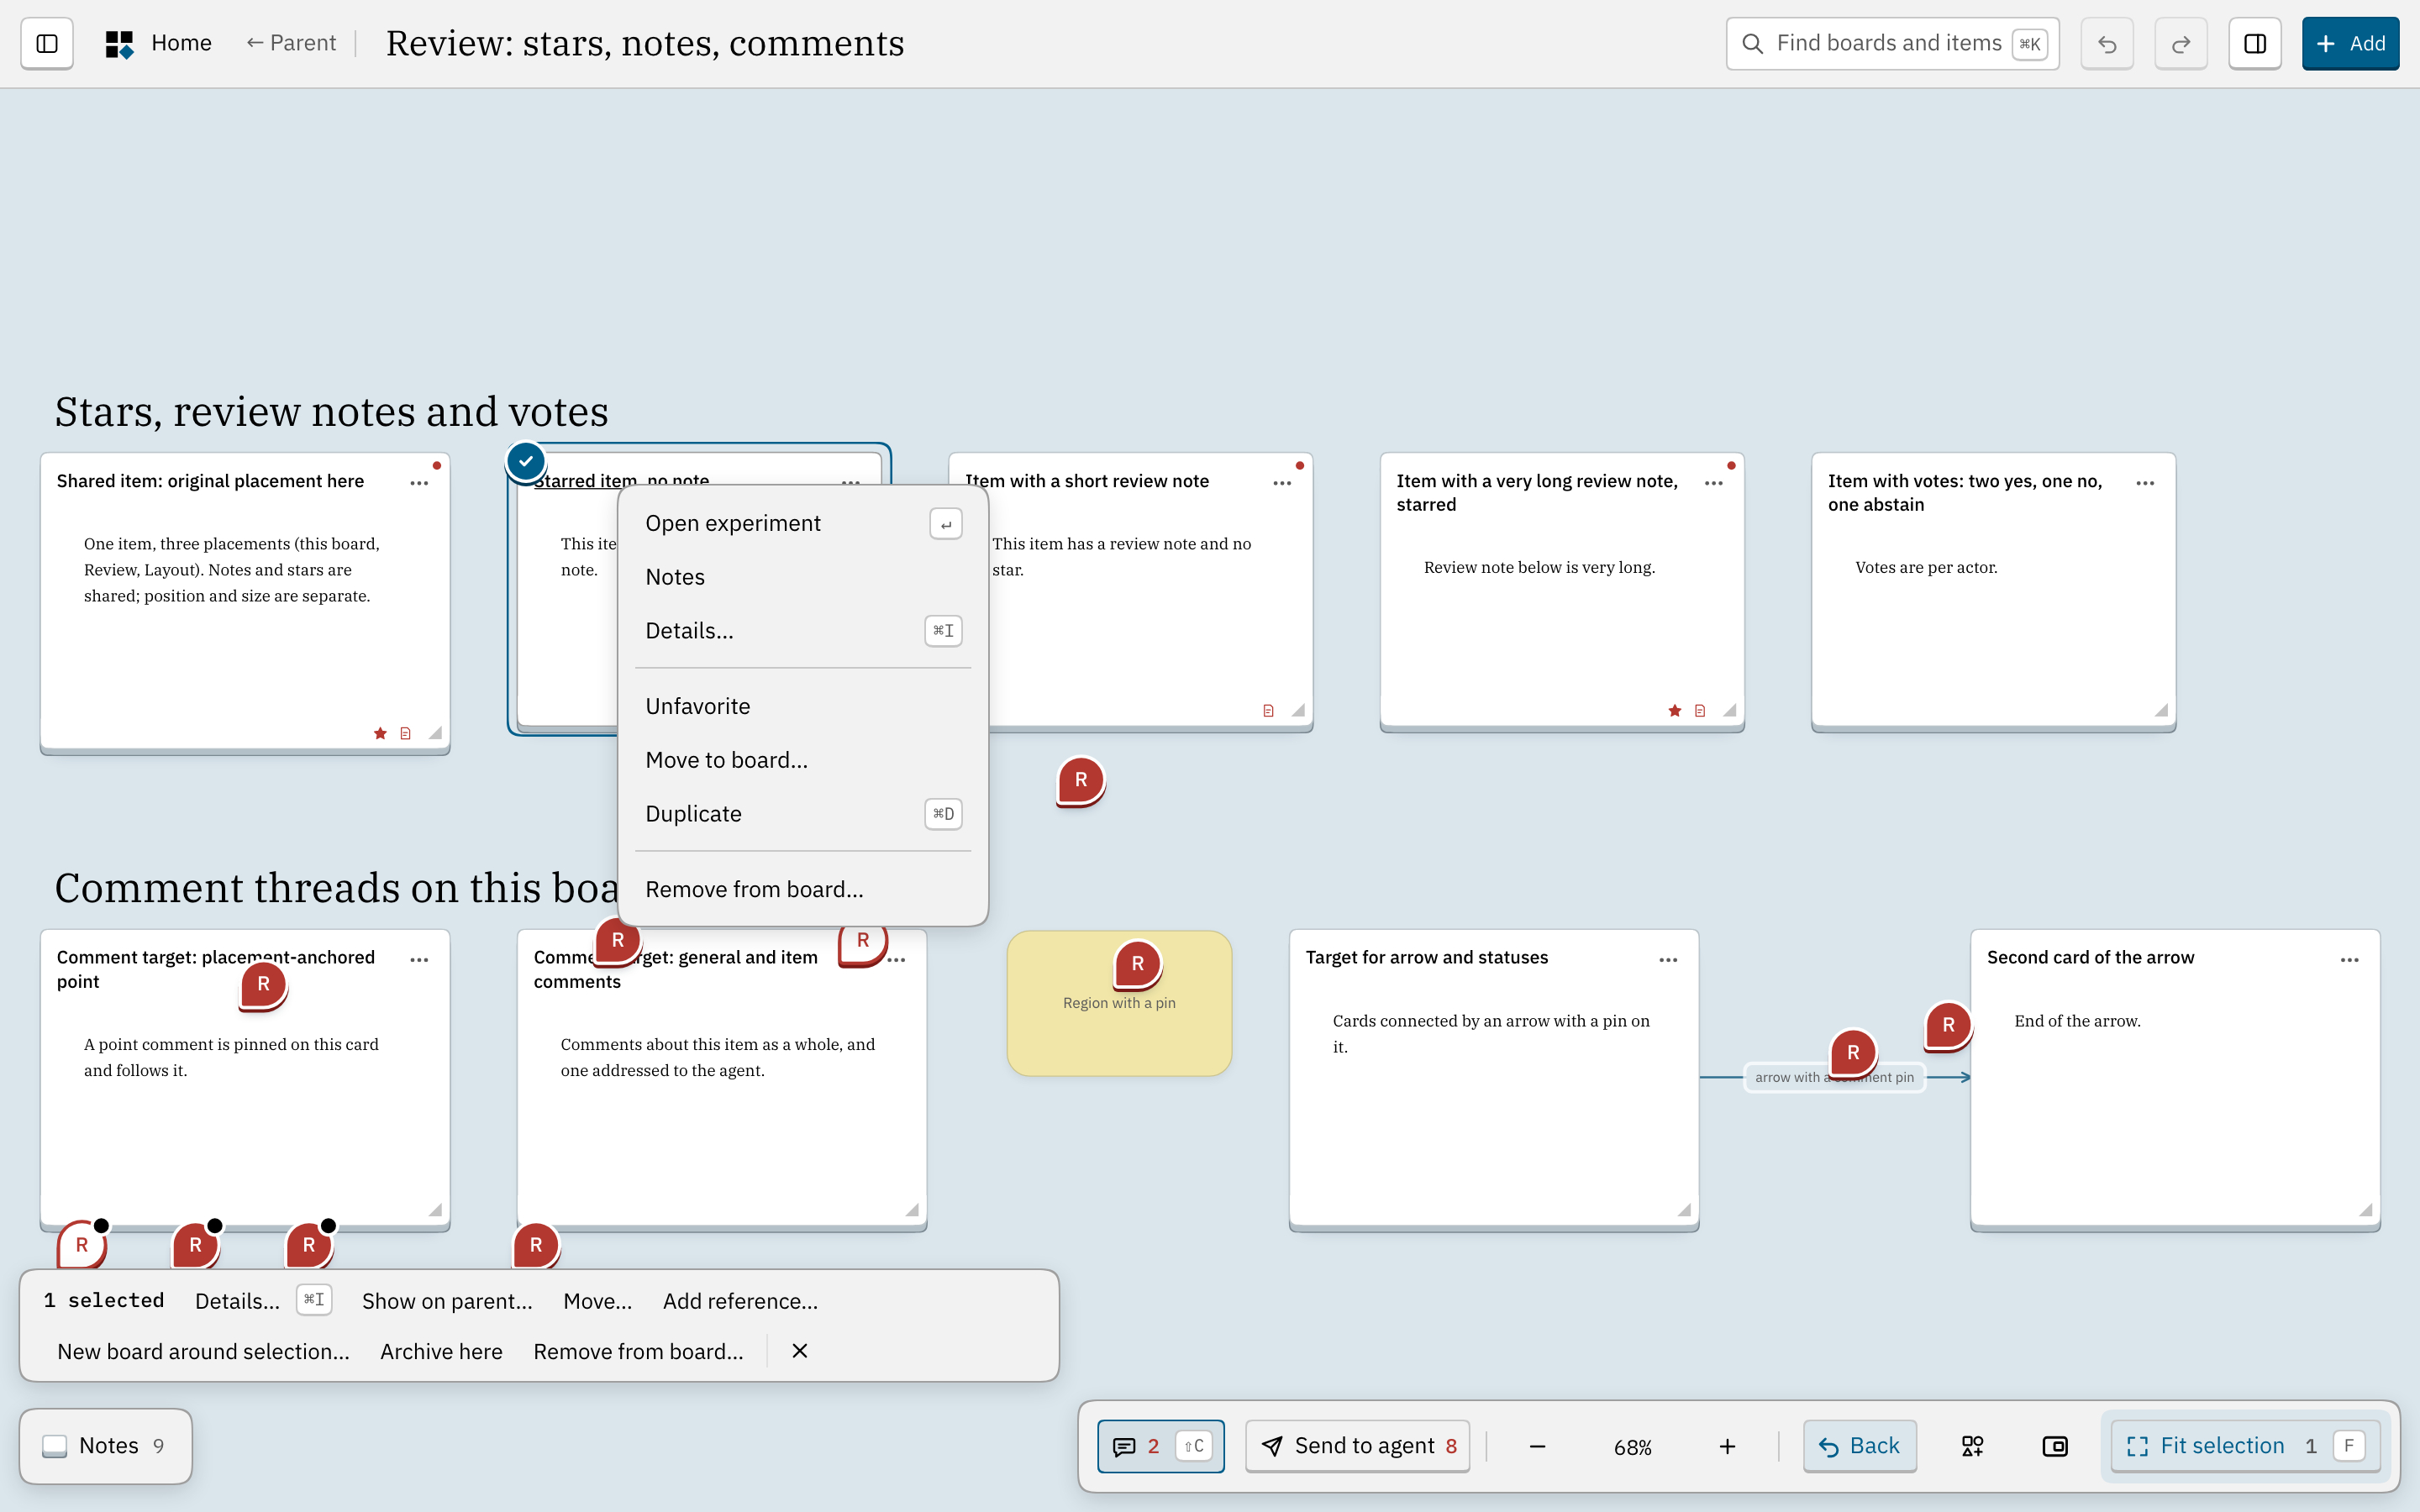 Home
← Parent
Review: stars, notes, comments
Find boards and items ⌘K
+ Add
Stars, review notes and votes
Shared item: original placement here
One item, three placements (this board,
Review, Layout). Notes and stars are
shared; position and size are separate.
Starred item, no note
This ite
note.
Item with a short review note
This item has a review note and no
star.
Item with a very long review note,
starred
Review note below is very long.
Item with votes: two yes, one no,
one abstain
Votes are per actor.
Open experiment ↵
Notes
Details... ⌘I
Unfavorite
Move to board...
Duplicate ⌘D
Remove from board...
R
Comment threads on this boa
R
R
Comment target: placement-anchored
point
R
A point comment is pinned on this card
and follows it.
Comme rget: general and item
comments
Comments about this item as a whole, and
one addressed to the agent.
R
Region with a pin
Target for arrow and statuses
Cards connected by an arrow with a pin on
it.
R
R
arrow with a comment pin
Second card of the arrow
End of the arrow.
R
R
R
R
1 selected
Details... ⌘I
Show on parent...
Move...
Add reference...
New board around selection...
Archive here
Remove from board...
Notes 9
2 ⇧C
Send to agent 8
68%
Back
Fit selection 1 F